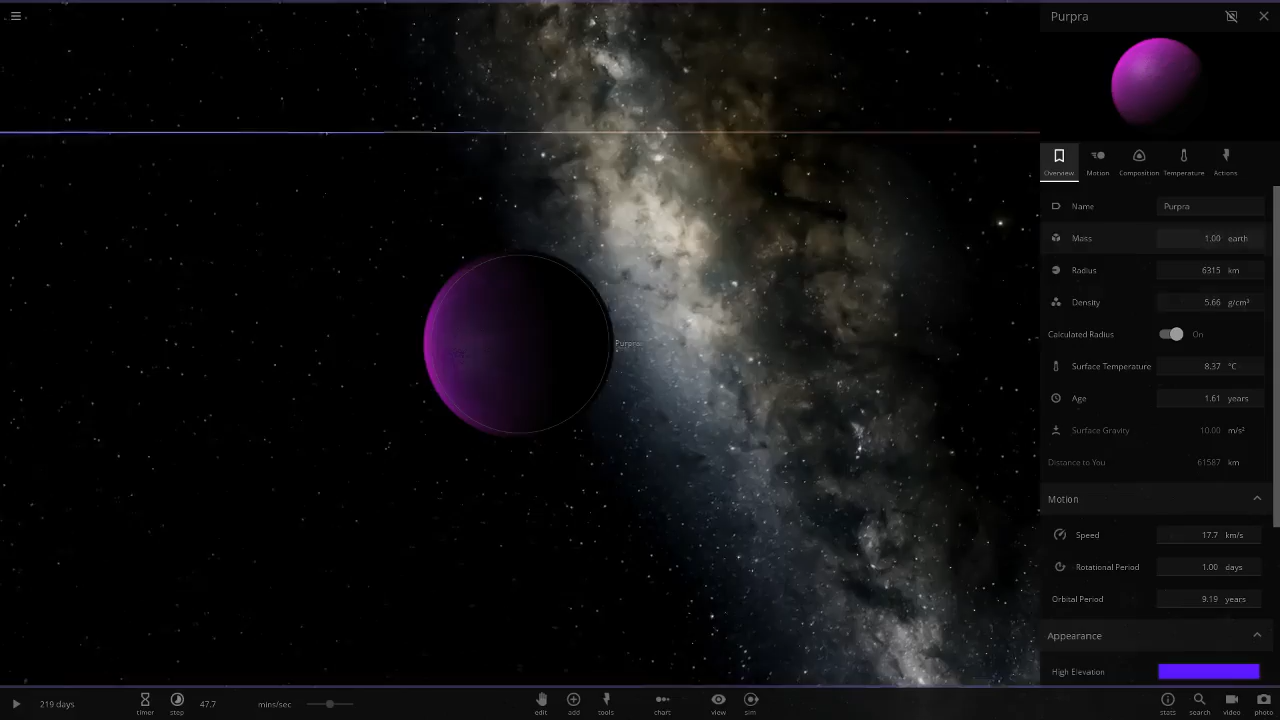 Purpra
Overview Motion Composition Temperature Actions
Name Purpra
Mass 1.00 earth
Radius 6315 km
Density 5.66 g/cm³
Calculated Radius On
Purpra
Surface Temperature 8.37 °C
Age 1.61 years
Surface Gravity 10.00 m/s²
Distance to You 61587 km
Motion
Speed 17.7 km/s
Rotational Period 1.00 days
Orbital Period 9.19 years
Appearance
High Elevation
219 days timer step 47.7 mins/sec edit add tools chart view sim stats search video photo